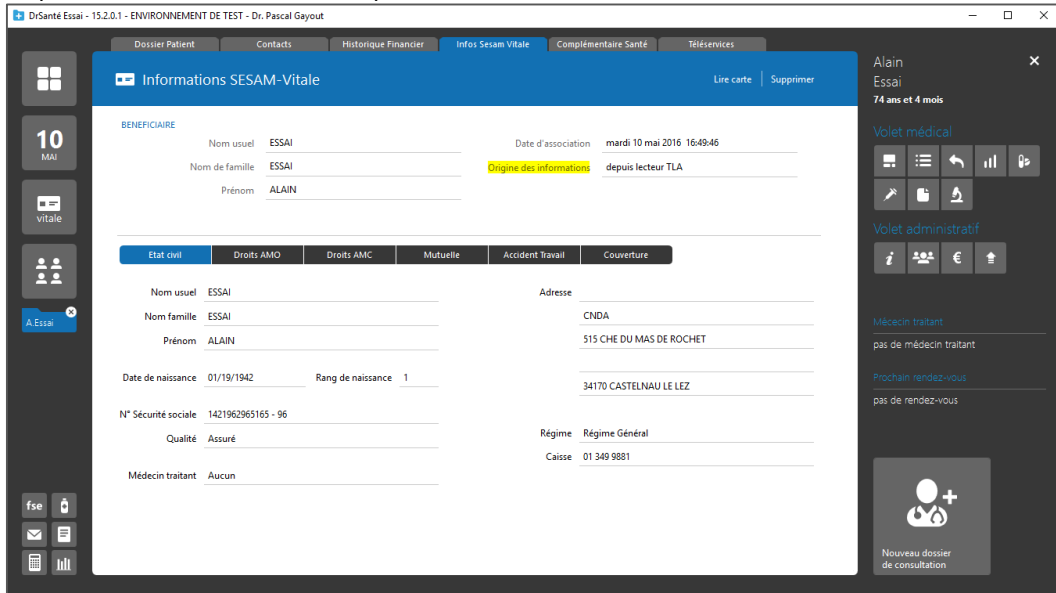 DrSanté Essai - 15.2.0.1 - ENVIRONNEMENT DE TEST - Dr. Pascal Gayout
Dossier Patient Contacts Historique Financier Infos Sesam Vitale Complémentaire Santé Téléservices
Informations SESAM-Vitale Lire carte Supprimer
BENEFICIAIRE
Nom usuel ESSAI Date d'association mardi 10 mai 2016 16:49:46
Nom de famille ESSAI Origine des informations depuis lecteur TLA
Prénom ALAIN
Etat civil Droits AMO Droits AMC Mutuelle Accident Travail Couverture
Nom usuel ESSAI Adresse
Nom famille ESSAI CNDA
Prénom ALAIN 515 CHE DU MAS DE ROCHET
Date de naissance 01/19/1942 Rang de naissance 1
34170 CASTELNAU LE LEZ
N° Sécurité sociale 1421962965165 - 96
Qualité Assuré Régime Régime Général
Caisse 01 349 9881
Médecin traitant Aucun
10
MAI
vitale
A.Essai
fse
Alain
Essai
74 ans et 4 mois
Volet médical
Volet administratif
i €
Mécecin traitant
pas de médecin traitant
Prochain rendez-vous
pas de rendez-vous
Nouveau dossier
de consultation